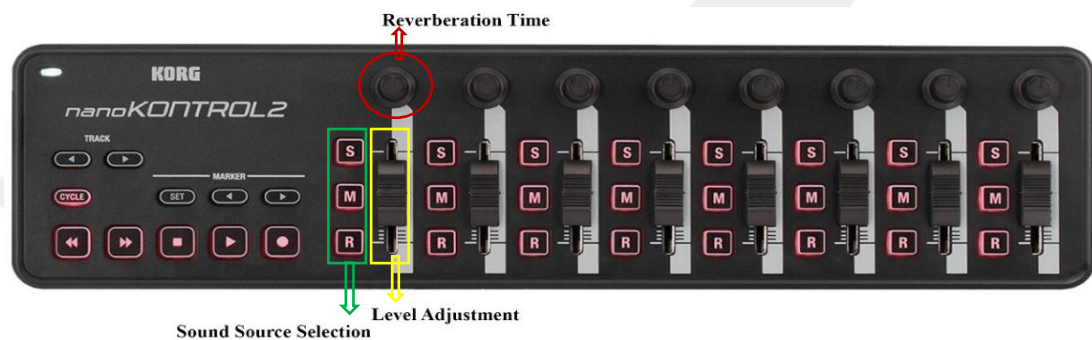 Reverberation Time
KORG
nanoKONTROL2
TRACK
MARKER
CYCLE
SET
S S S S S S S S
M M M M M M M M
R R R R R R R R
Level Adjustment
Sound Source Selection